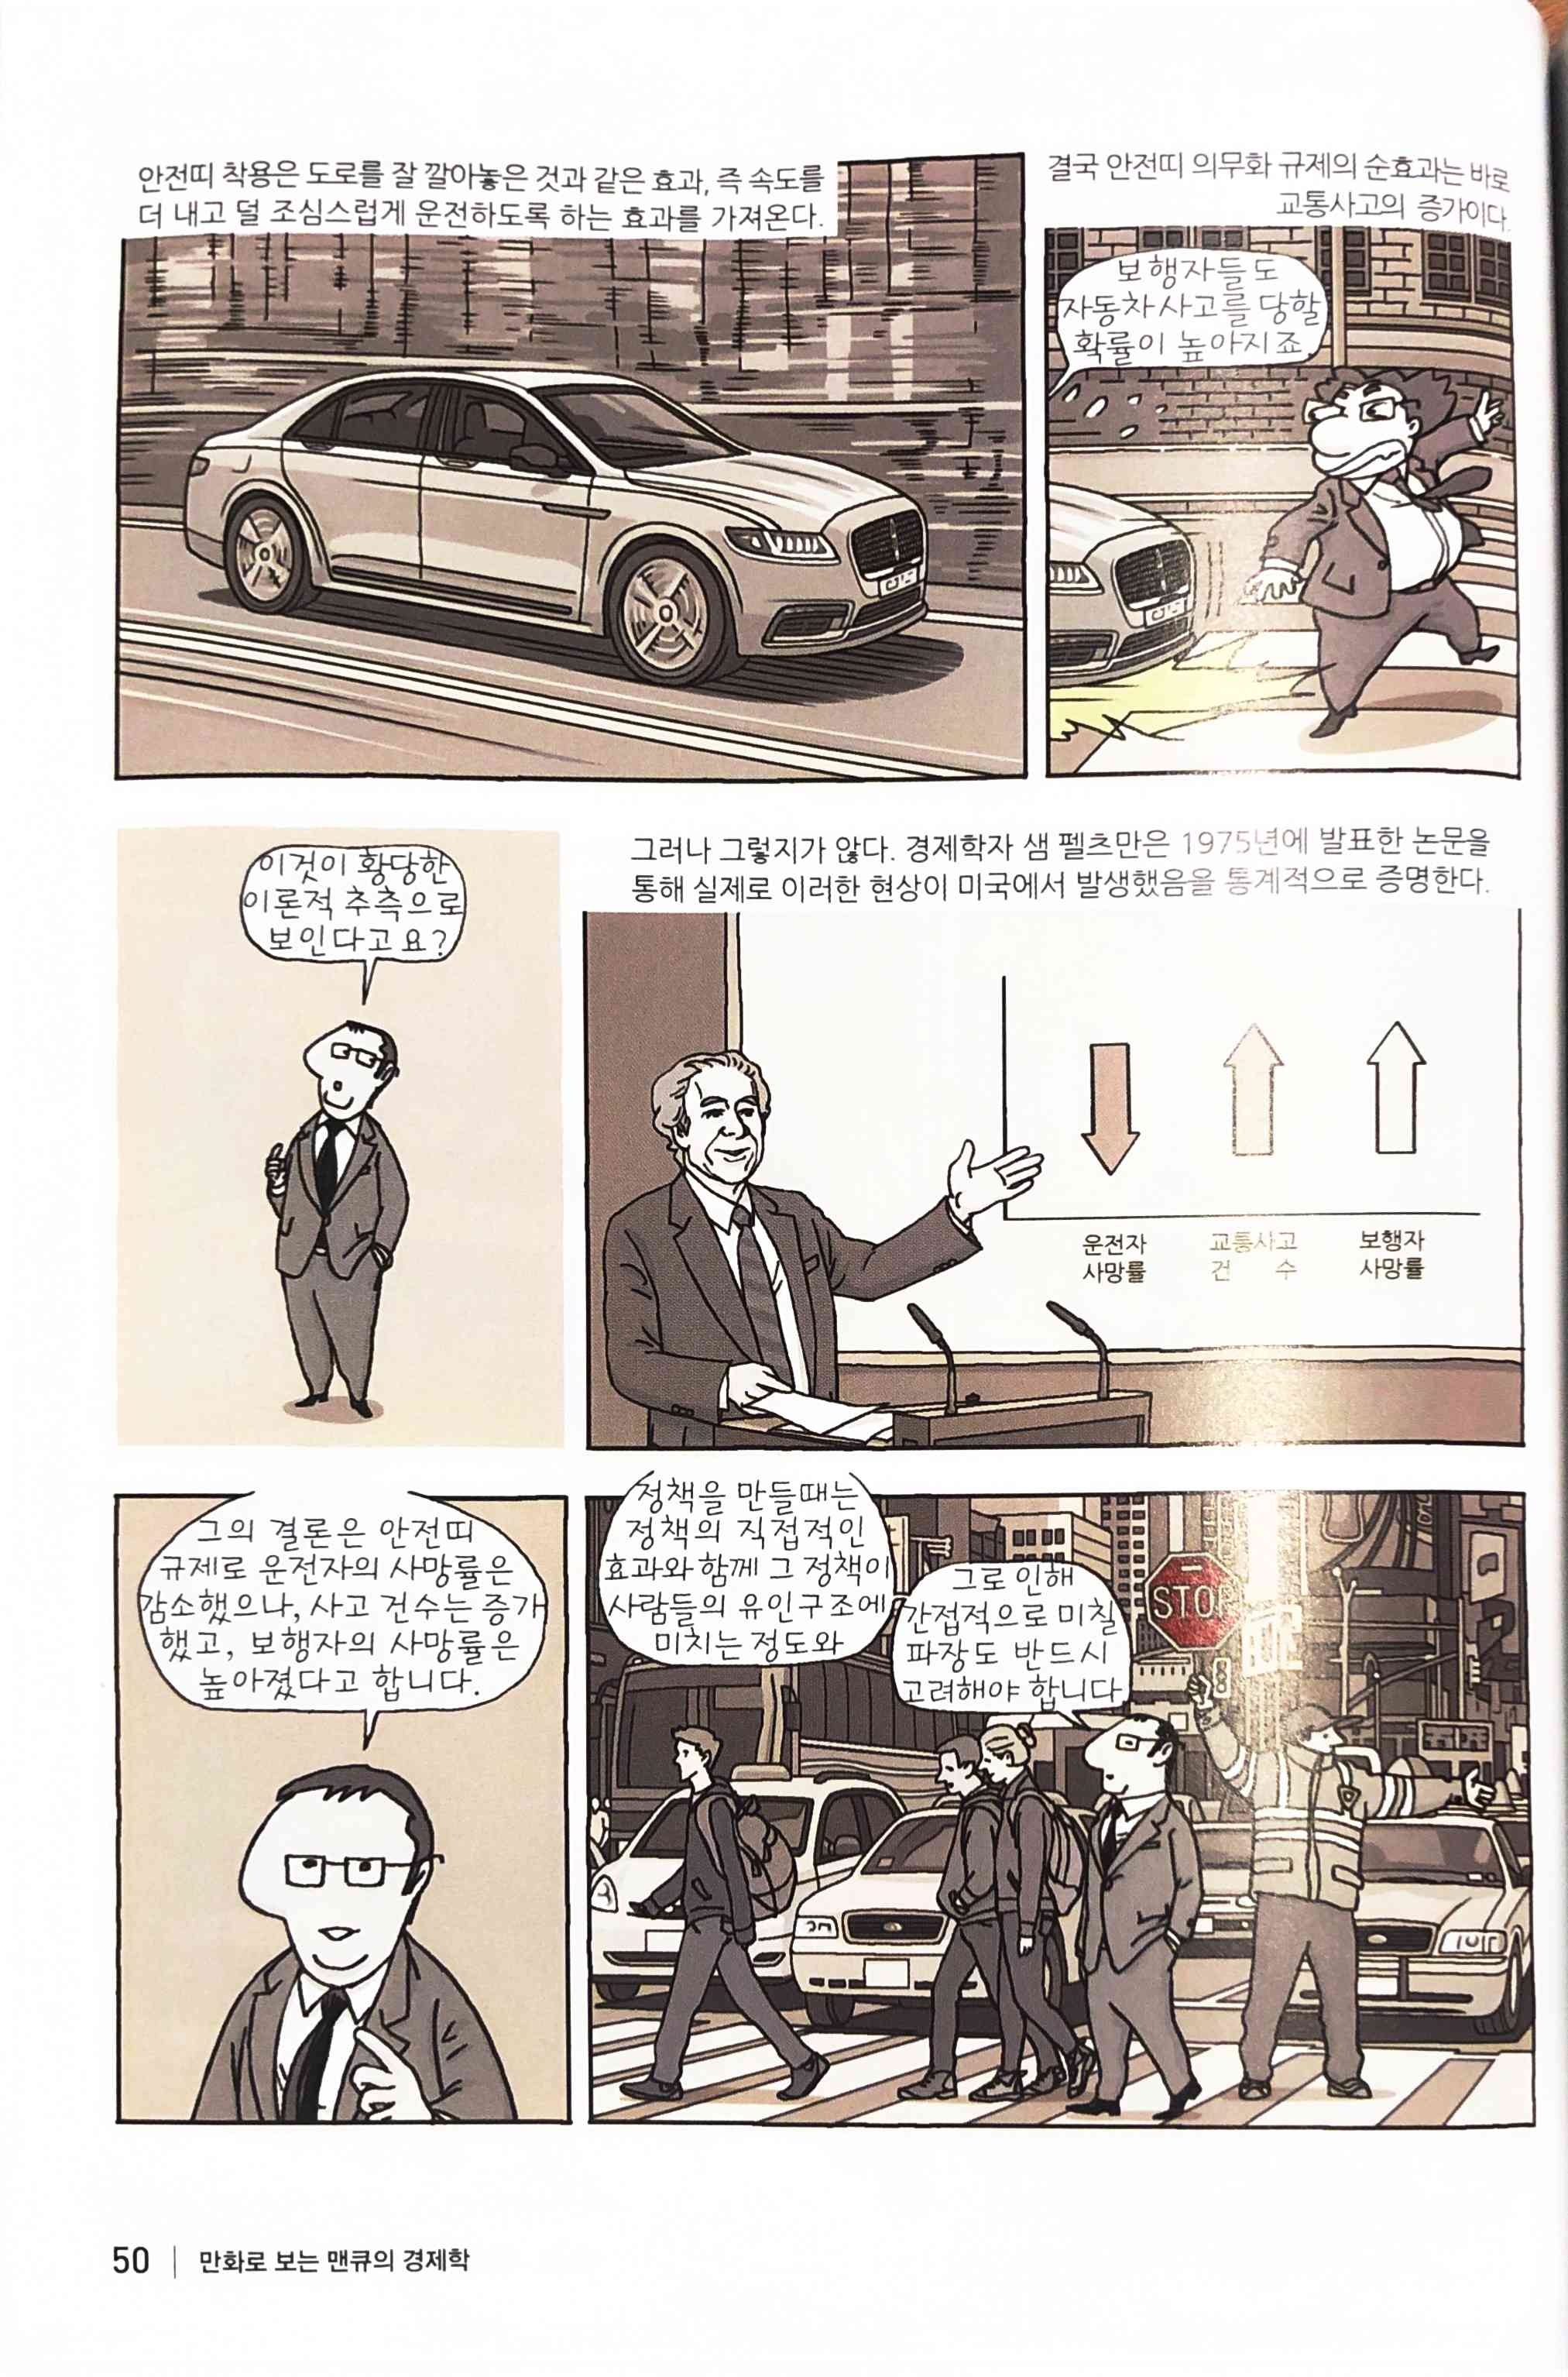 안전띠 착용은 도로를 잘 깔아놓은 것과 같은 효과, 즉 속도를
더 내고 덜 조심스럽게 운전하도록 하는 효과를 가져온다.
결국 안전띠 의무화 규제의 순효과는 바로
교통사고의 증가이다.
보행자들도
자동차사고를 당할
확률이 높아지죠.
이것이 황당한
이론적 추측으로
보인다고요?
그러나 그렇지가 않다. 경제학자 샘 펠츠만은 1975년에 발표한 논문을
통해 실제로 이러한 현상이 미국에서 발생했음을 통계적으로 증명한다.
운전자
사망률
교통사고
건 수
보행자
사망률
그의 결론은 안전띠
규제로 운전자의 사망률은
감소했으나, 사고 건수는 증가
했고, 보행자의 사망률은
높아졌다고 합니다.
정책을 만들때는
정책의 직접적인
효과와 함께 그 정책이
사람들의 유인구조에
미치는 정도와
그로 인해
간접적으로 미칠
파장도 반드시
고려해야 합니다
STOP
50 | 만화로 보는 맨큐의 경제학